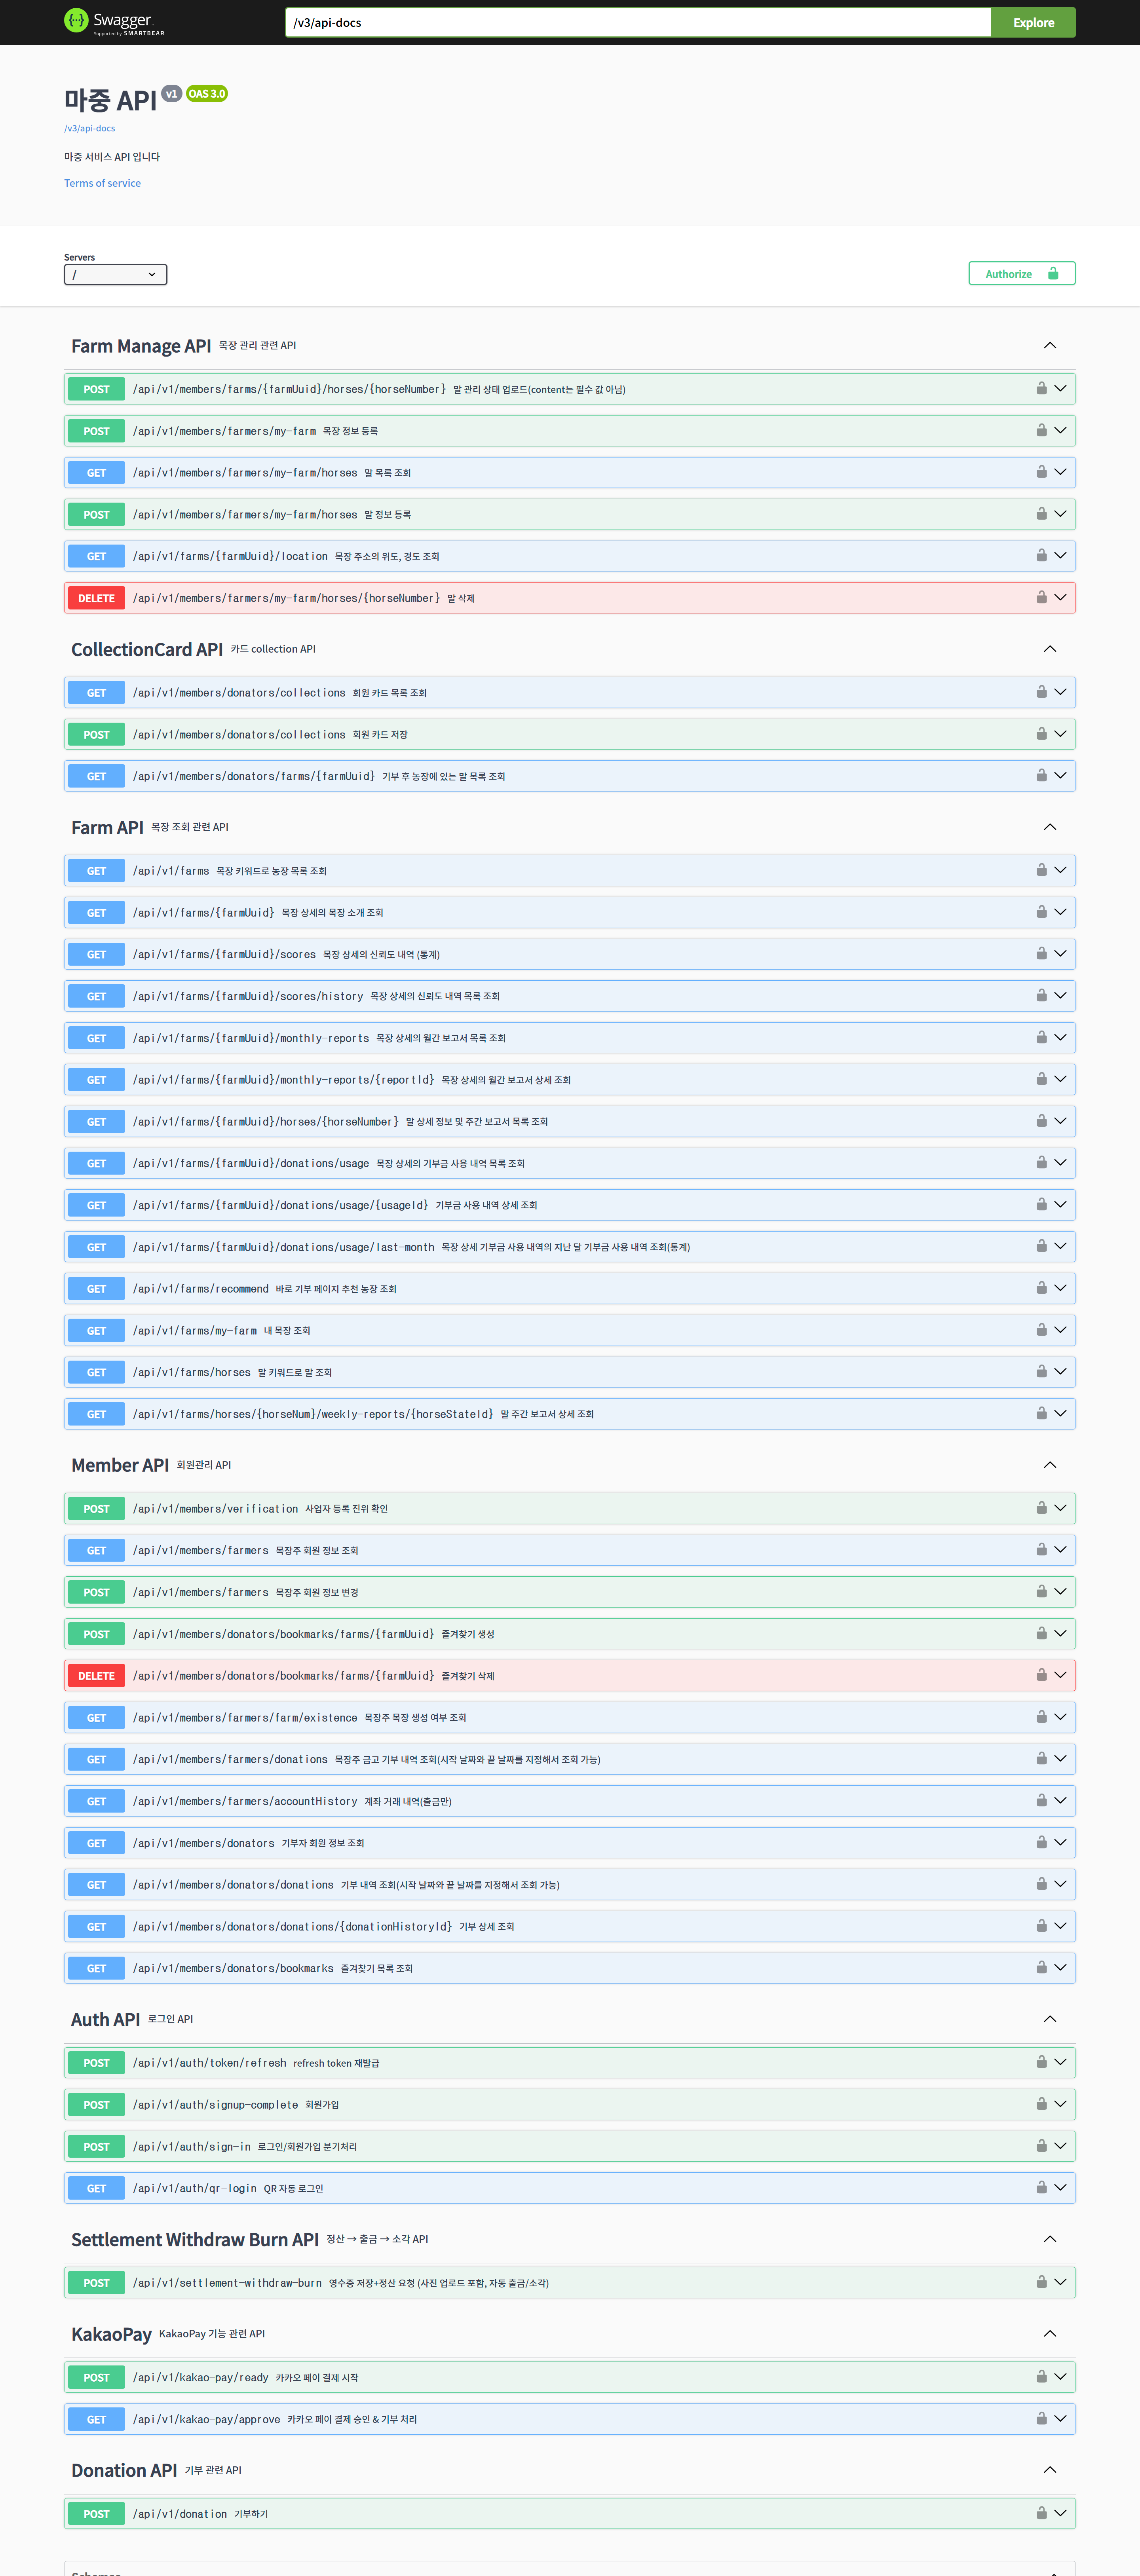 Swagger.
Supported by SMARTBEAR
/v3/api-docs
Explore
마중 API v1 OAS 3.0
/v3/api-docs
마중 서비스 API 입니다
Terms of service
Servers
/
Authorize
Farm Manage API 목장 관리 관련 API
POST /api/v1/members/farms/{farmUuid}/horses/{horseNumber} 말 관리 상태 업로드(content는 필수 값 아님)
POST /api/v1/members/farmers/my-farm 목장 정보 등록
GET /api/v1/members/farmers/my-farm/horses 말 목록 조회
POST /api/v1/members/farmers/my-farm/horses 말 정보 등록
GET /api/v1/farms/{farmUuid}/location 목장 주소의 위도, 경도 조회
DELETE /api/v1/members/farmers/my-farm/horses/{horseNumber} 말 삭제
CollectionCard API 카드 collection API
GET /api/v1/members/donators/collections 회원 카드 목록 조회
POST /api/v1/members/donators/collections 회원 카드 저장
GET /api/v1/members/donators/farms/{farmUuid} 기부 후 농장에 있는 말 목록 조회
Farm API 목장 조회 관련 API
GET /api/v1/farms 목장 키워드로 농장 목록 조회
GET /api/v1/farms/{farmUuid} 목장 상세의 목장 소개 조회
GET /api/v1/farms/{farmUuid}/scores 목장 상세의 신뢰도 내역 (통계)
GET /api/v1/farms/{farmUuid}/scores/history 목장 상세의 신뢰도 내역 목록 조회
GET /api/v1/farms/{farmUuid}/monthly-reports 목장 상세의 월간 보고서 목록 조회
GET /api/v1/farms/{farmUuid}/monthly-reports/{reportId} 목장 상세의 월간 보고서 상세 조회
GET /api/v1/farms/{farmUuid}/horses/{horseNumber} 말 상세 정보 및 주간 보고서 목록 조회
GET /api/v1/farms/{farmUuid}/donations/usage 목장 상세의 기부금 사용 내역 목록 조회
GET /api/v1/farms/{farmUuid}/donations/usage/{usageId} 기부금 사용 내역 상세 조회
GET /api/v1/farms/{farmUuid}/donations/usage/last-month 목장 상세 기부금 사용 내역의 지난 달 기부금 사용 내역 조회(통계)
GET /api/v1/farms/recommend 바로 기부 페이지 추천 농장 조회
GET /api/v1/farms/my-farm 내 목장 조회
GET /api/v1/farms/horses 말 키워드로 말 조회
GET /api/v1/farms/horses/{horseNum}/weekly-reports/{horseStateId} 말 주간 보고서 상세 조회
Member API 회원관리 API
POST /api/v1/members/verification 사업자 등록 진위 확인
GET /api/v1/members/farmers 목장주 회원 정보 조회
POST /api/v1/members/farmers 목장주 회원 정보 변경
POST /api/v1/members/donators/bookmarks/farms/{farmUuid} 즐겨찾기 생성
DELETE /api/v1/members/donators/bookmarks/farms/{farmUuid} 즐겨찾기 삭제
GET /api/v1/members/farmers/farm/existence 목장주 목장 생성 여부 조회
GET /api/v1/members/farmers/donations 목장주 금고 기부 내역 조회(시작 날짜와 끝 날짜를 지정해서 조회 가능)
GET /api/v1/members/farmers/accountHistory 계좌 거래 내역(출금만)
GET /api/v1/members/donators 기부자 회원 정보 조회
GET /api/v1/members/donators/donations 기부 내역 조회(시작 날짜와 끝 날짜를 지정해서 조회 가능)
GET /api/v1/members/donators/donations/{donationHistoryId} 기부 상세 조회
GET /api/v1/members/donators/bookmarks 즐겨찾기 목록 조회
Auth API 로그인 API
POST /api/v1/auth/token/refresh refresh token 재발급
POST /api/v1/auth/signup-complete 회원가입
POST /api/v1/auth/sign-in 로그인/회원가입 분기처리
GET /api/v1/auth/qr-login QR 자동 로그인
Settlement Withdraw Burn API 정산 → 출금 → 소각 API
POST /api/v1/settlement-withdraw-burn 영수증 저장+정산 요청 (사진 업로드 포함, 자동 출금/소각)
KakaoPay KakaoPay 기능 관련 API
POST /api/v1/kakao-pay/ready 카카오 페이 결제 시작
GET /api/v1/kakao-pay/approve 카카오 페이 결제 승인 & 기부 처리
Donation API 기부 관련 API
POST /api/v1/donation 기부하기